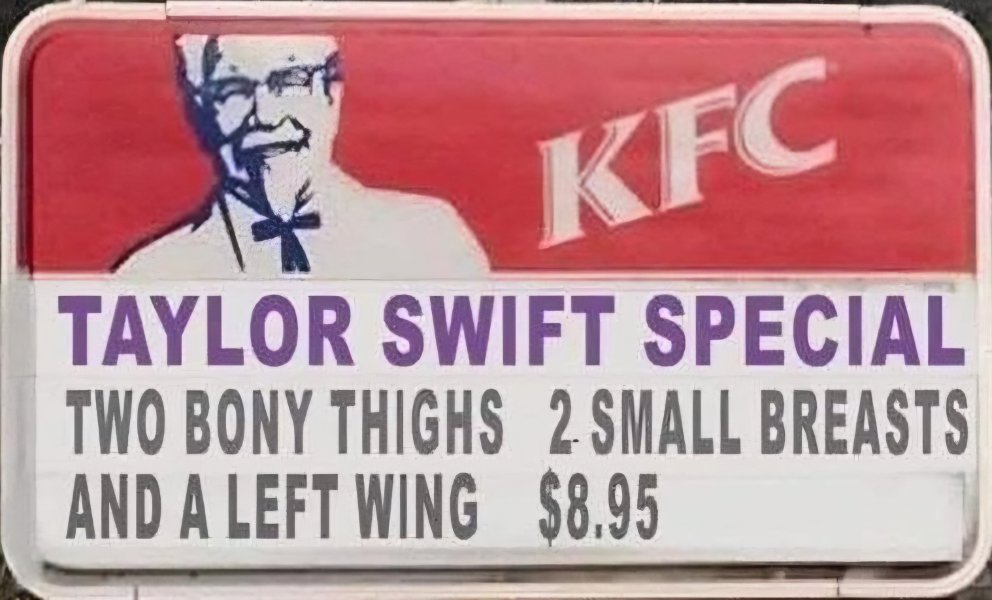 KFC
TAYLOR SWIFT SPECIAL
TWO BONY THIGHS 2 SMALL BREASTS
AND A LEFT WING $8.95